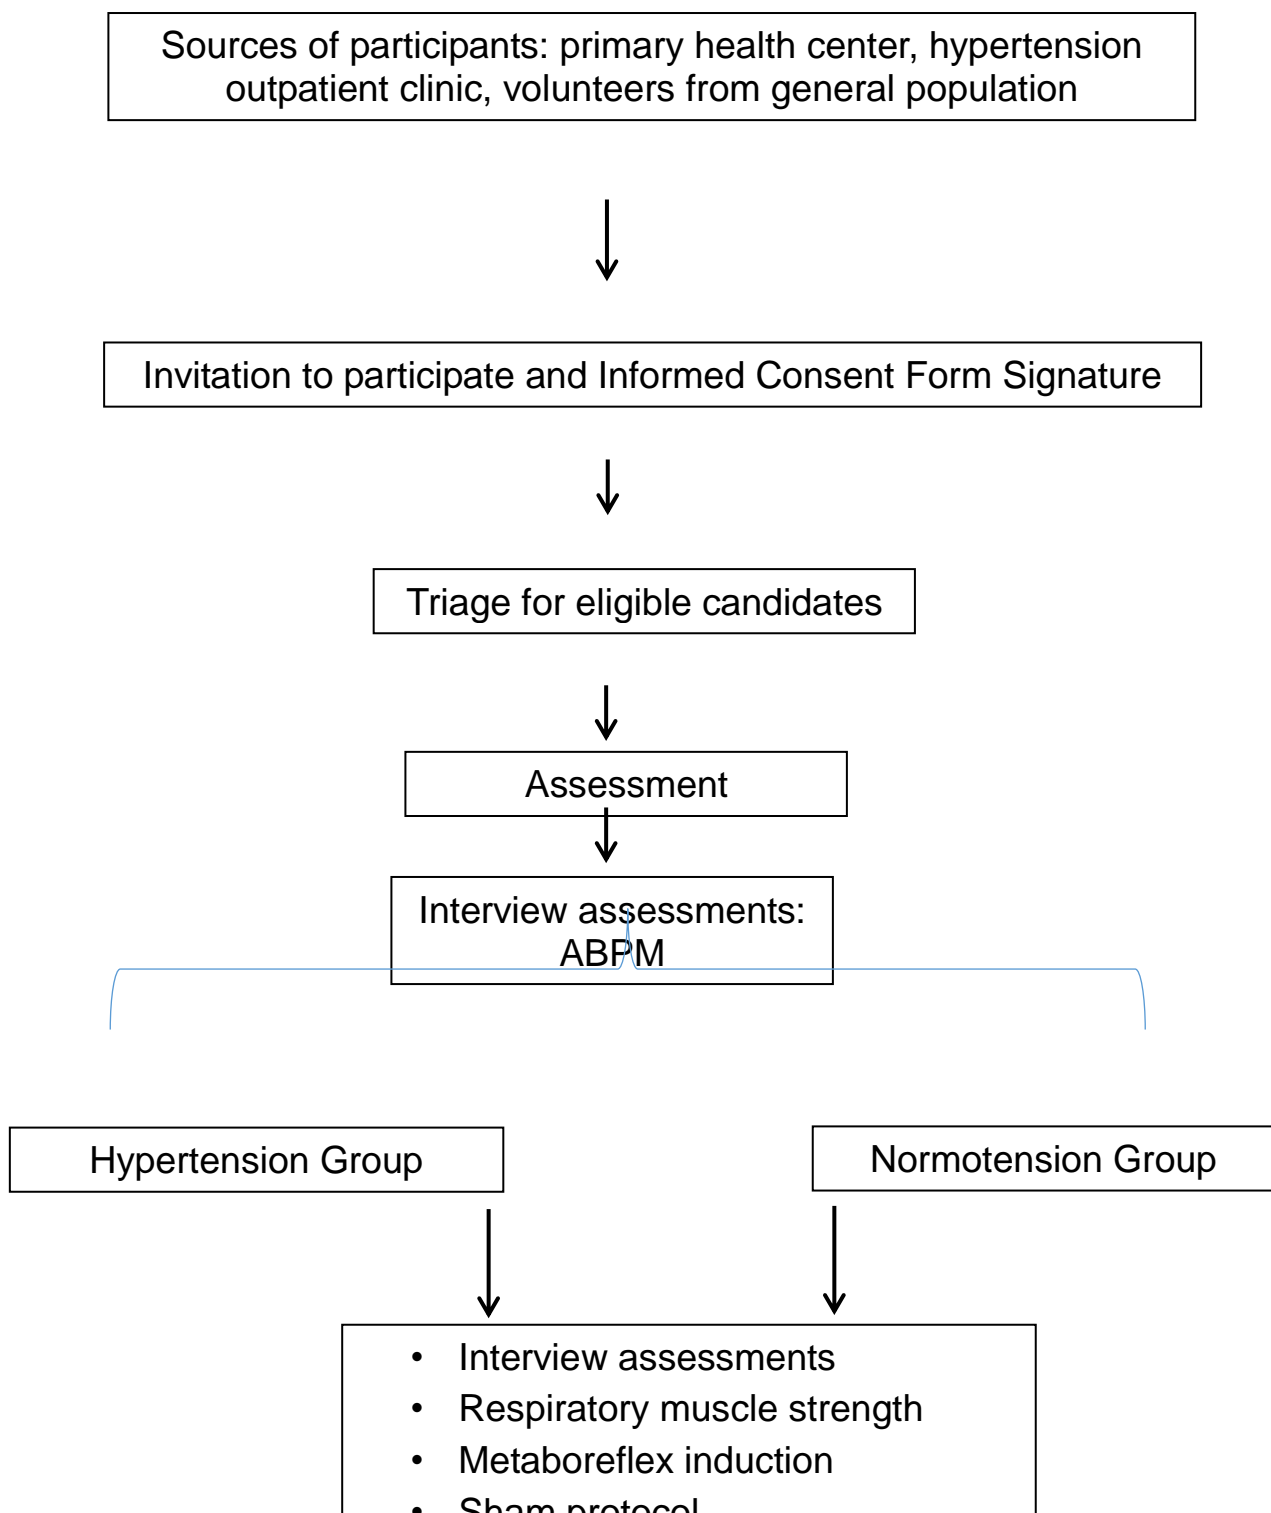 Sources of participants: primary health center, hypertension
outpatient clinic, volunteers from general population
Invitation to participate and Informed Consent Form Signature
Triage for eligible candidates
Assessment
Interview assessments:
ABPM
Hypertension Group
Normotension Group
• Interview assessments
• Respiratory muscle strength
• Metaboreflex induction
• Sham protocol